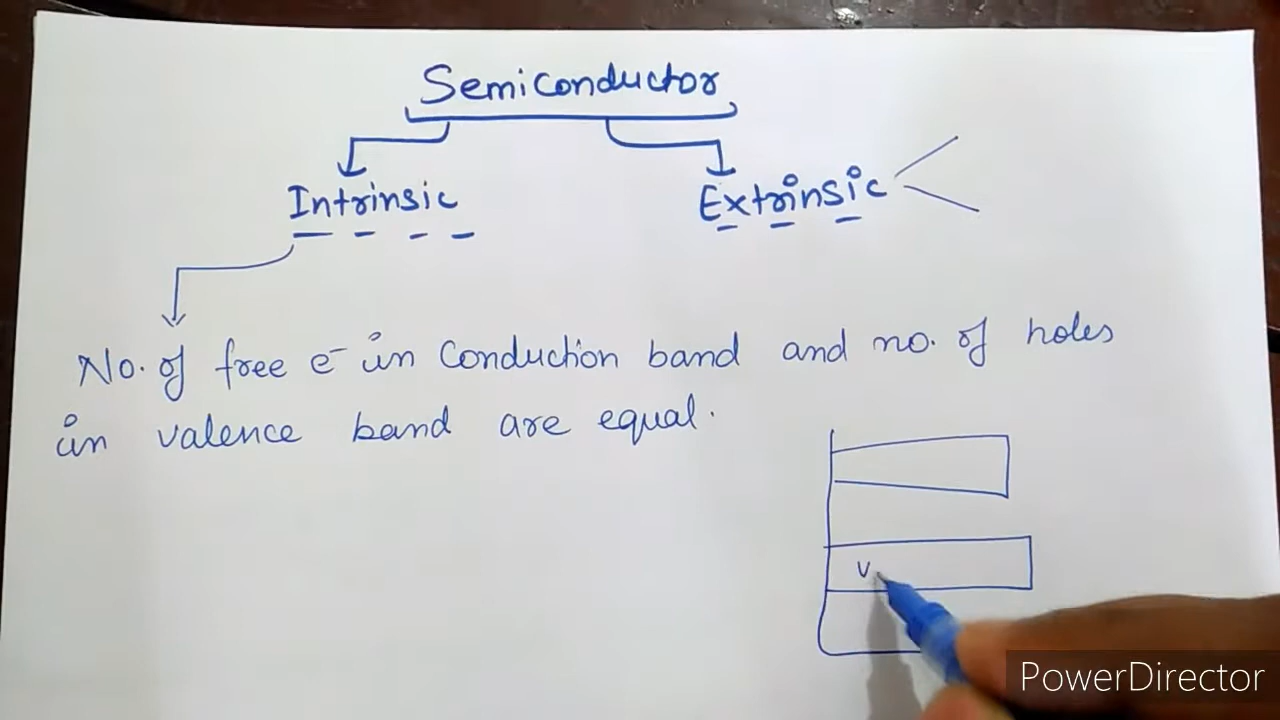 Semiconductor
Intrinsic
Extrinsic
No. of free e⁻ in Conduction band and no. of holes
in valence band are equal.
V
PowerDirector